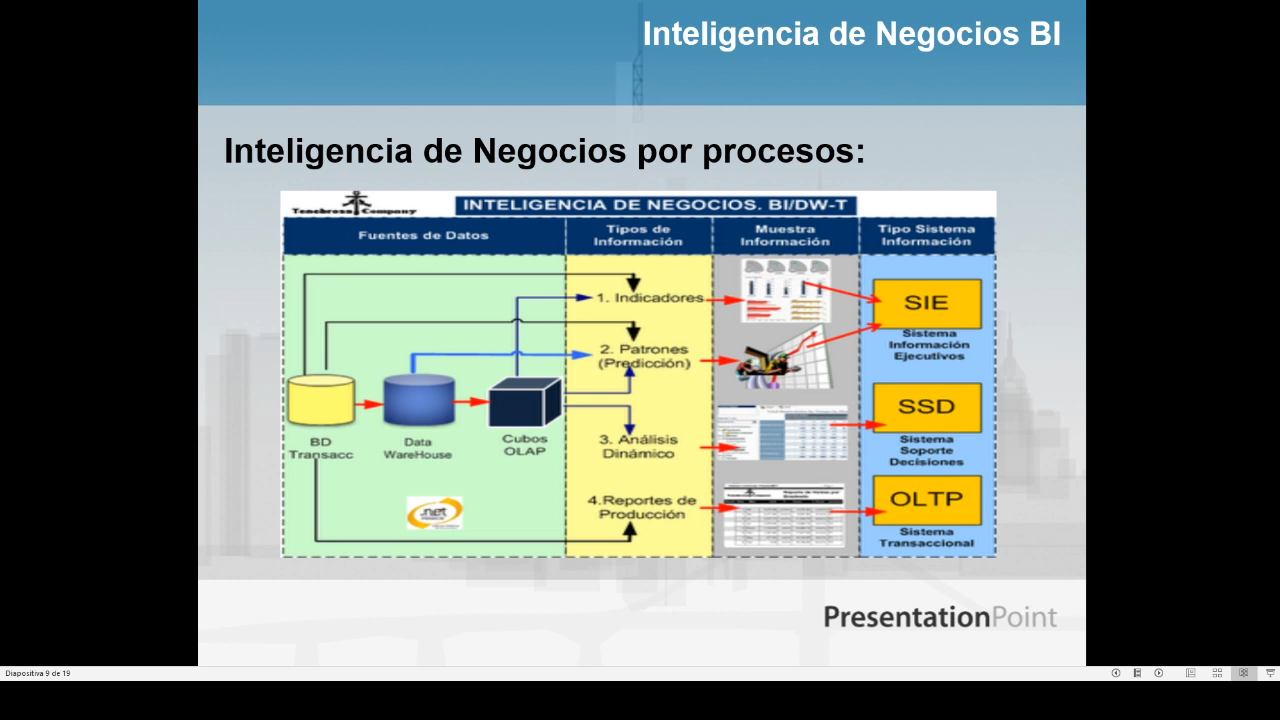 Inteligencia de Negocios BI
Inteligencia de Negocios por procesos:
Tenebrosa Company
INTELIGENCIA DE NEGOCIOS. BI/DW-T
Fuentes de Datos
Tipos de
Información
Muestra
Información
Tipo Sistema
Información
1. Indicadores
2. Patrones
(Predicción)
3. Análisis
Dinámico
4.Reportes de
Producción
BD
Transacc
Data
WareHouse
Cubos
OLAP
.net
SIE
Sistema
Información
Ejecutivos
SSD
Sistema
Soporte
Decisiones
OLTP
Sistema
Transaccional
PresentationPoint
Diapositiva 9 de 19